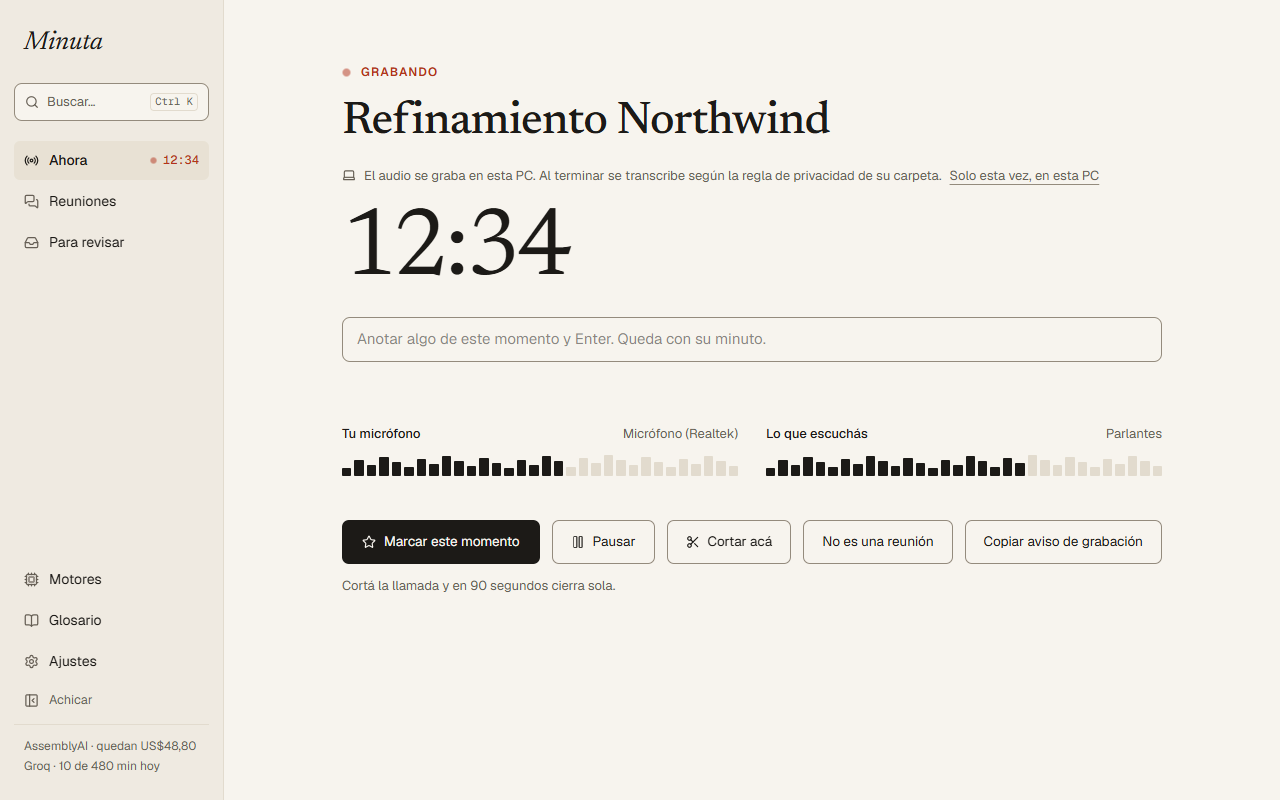 Minuta
Buscar...
Ctrl K
Ahora
12:34
Reuniones
Para revisar
Motores
Glosario
Ajustes
Achicar
AssemblyAI · quedan US$48,80
Groq · 10 de 480 min hoy
GRABANDO
Refinamiento Northwind
El audio se graba en esta PC. Al terminar se transcribe según la regla de privacidad de su carpeta. Solo esta vez, en esta PC
12:34
Anotar algo de este momento y Enter. Queda con su minuto.
Tu micrófono
Micrófono (Realtek)
Lo que escuchás
Parlantes
Marcar este momento
Pausar
Cortar acá
No es una reunión
Copiar aviso de grabación
Cortá la llamada y en 90 segundos cierra sola.